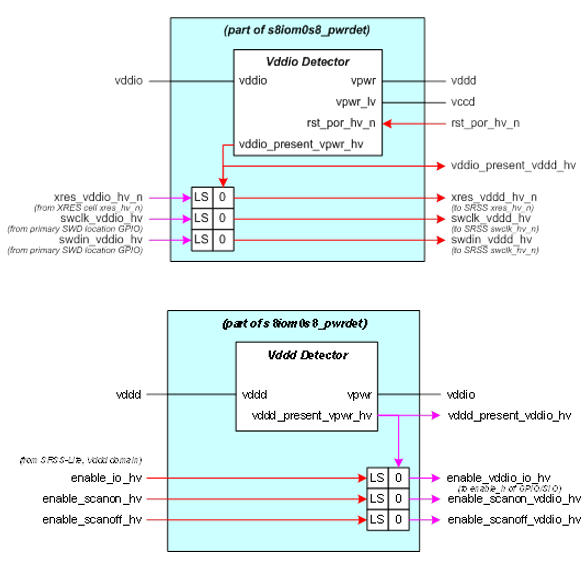 (part of s8iom0s8_pwrdet)
Vddio Detector
vddio vddio vpwr vddd
vpwr_lv vccd
rst_por_hv_n rst_por_hv_n
vddio_present_vpwr_hv
vddio_present_vddd_hv
xres_vddio_hv_n LS 0 xres_vddd_hv_n
(from XRES cell xres_hv_n) (to SRSS xres_hv_n)
swclk_vddio_hv LS 0 swclk_vddd_hv
(from primary SWD location GPIO) (to SRSS swclk_hv_n)
swdin_vddio_hv LS 0 swdin_vddd_hv
(from primary SWD location GPIO) (to SRSS swclk_hv_n)
(part of s8iom0s8_pwrdet)
Vddd Detector
vddd vddd vpwr vddio
vddd_present_vpwr_hv vddd_present_vddio_hv
(from SRSS-Lite, Vddd domain)
enable_io_hv LS 0 enable_vddio_io_hv
(to enable_h of GPIO/SIO)
enable_scanon_hv LS 0 enable_scanon_vddio_hv
enable_scanoff_hv LS 0 enable_scanoff_vddio_hv